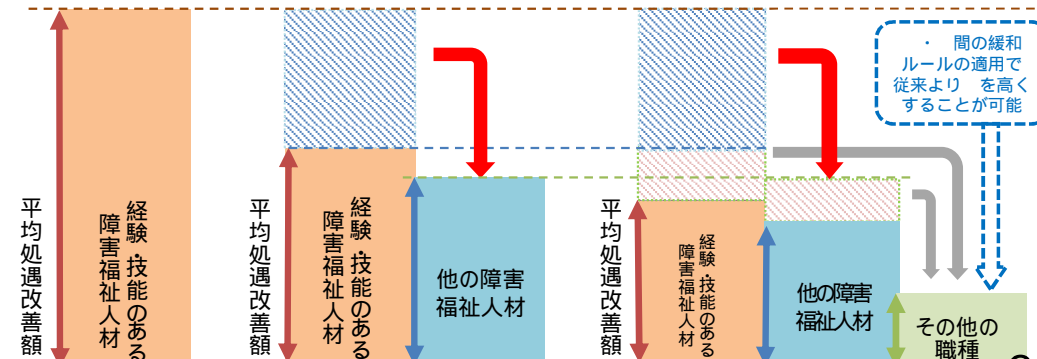 平均処遇改善額
経験・技能のある
障害福祉人材
平均処遇改善額
経験・技能のある
障害福祉人材
他の障害
福祉人材
平均処遇改善額
経験・技能のある
障害福祉人材
他の障害
福祉人材
その他の
職種
・　間の緩和
ルールの適用で
従来より　を高く
することが可能